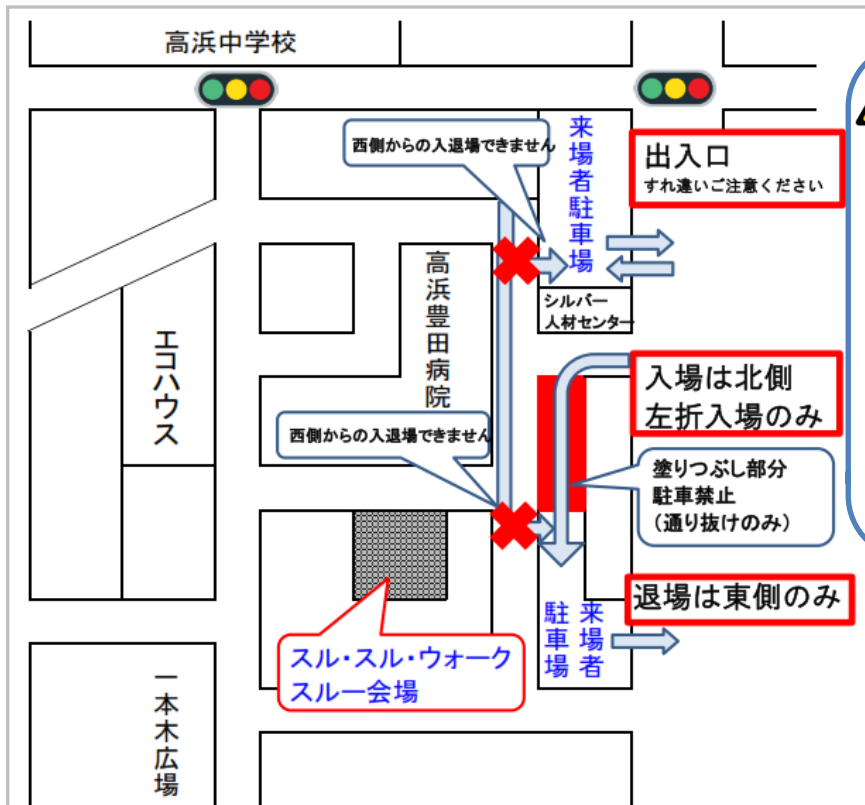 高浜中学校
西側からの入退場できません
来場者駐車場
出入口
すれ違いご注意ください
シルバー
人材センター
高浜豊田病院
エコハウス
入場は北側
左折入場のみ
西側からの入退場できません
塗りつぶし部分
駐車禁止
（通り抜けのみ）
退場は東側のみ
来場者
駐車場
スル・スル・ウォーク
スルー会場
一本木広場